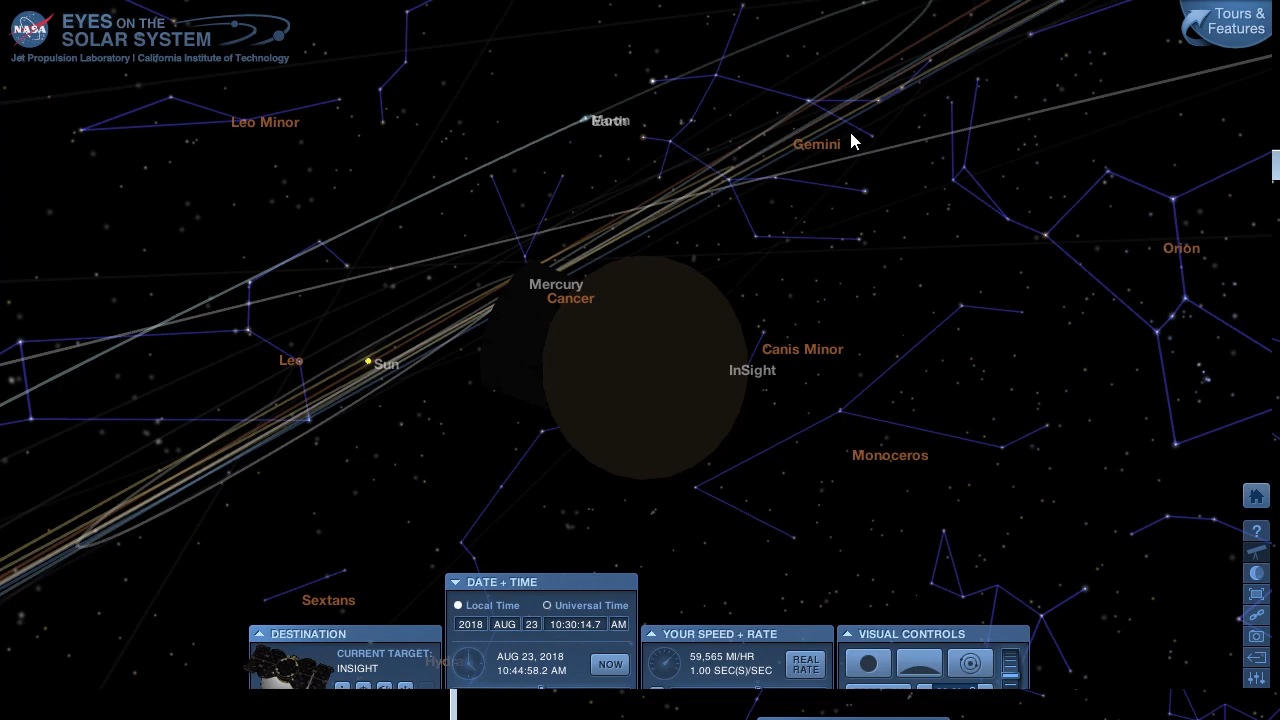 NASA
EYES ON THE
SOLAR SYSTEM
Jet Propulsion Laboratory | California Institute of Technology
Tours &
Features
Leo Minor
Moon
Earth
Gemini
Orion
Mercury
Cancer
Leo
Sun
Canis Minor
InSight
Monoceros
Sextans
Hydra
DATE + TIME
Local Time
Universal Time
2018 AUG 23 10:30:14.7 AM
AUG 23, 2018
10:44:58.2 AM
NOW
DESTINATION
CURRENT TARGET:
INSIGHT
YOUR SPEED + RATE
59,565 MI/HR
1.00 SEC(S)/SEC
REAL
RATE
VISUAL CONTROLS
?